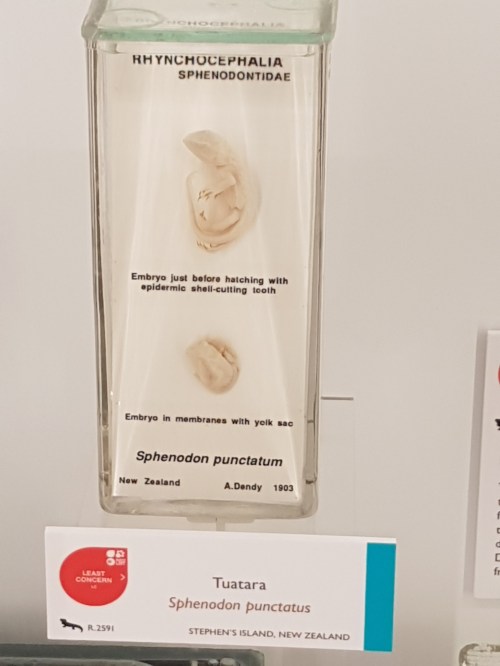 RHYNCHOCEPHALIA
RHYNCHOCEPHALIA
SPHENODONTIDAE
Embryo just before hatching with
epidermic shell-cutting tooth
Embryo in membranes with yolk sac
Sphenodon punctatum
New Zealand A.Dendy 1903
LEAST
CONCERN
Tuatara
Sphenodon punctatus
R.2591
STEPHEN'S ISLAND, NEW ZEALAND